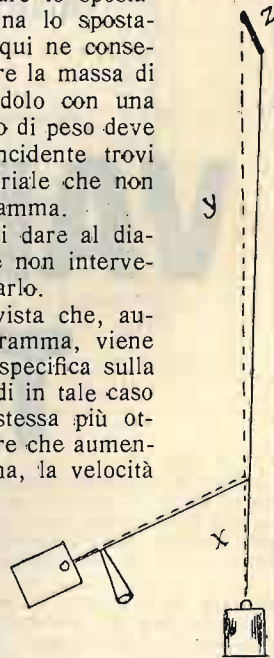 na lo sposta-
qui ne conse-
re la massa di
dolo con una
o di peso deve
ncidente trovi
riale che non
amma.
i dare al dia-
e non interve-
arlo.
vista che, au-
ramma, viene
specifica sulla
di in tale caso
stessa più ot-
re che aumen-
na, la velocità
z
y
x